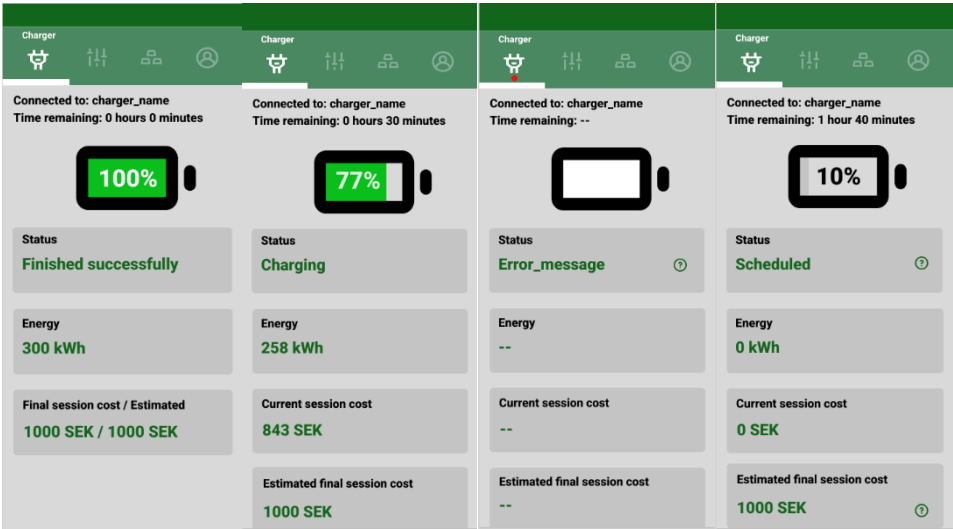 Charger
Connected to: charger_name
Time remaining: 0 hours 0 minutes
100%
Status
Finished successfully
Energy
300 kWh
Final session cost / Estimated
1000 SEK / 1000 SEK
Charger
Connected to: charger_name
Time remaining: 0 hours 30 minutes
77%
Status
Charging
Energy
258 kWh
Current session cost
843 SEK
Estimated final session cost
1000 SEK
Charger
Connected to: charger_name
Time remaining: --
Status
Error_message
?
Energy
--
Current session cost
--
Estimated final session cost
--
Charger
Connected to: charger_name
Time remaining: 1 hour 40 minutes
10%
Status
Scheduled
?
Energy
0 kWh
Current session cost
0 SEK
Estimated final session cost
1000 SEK
?